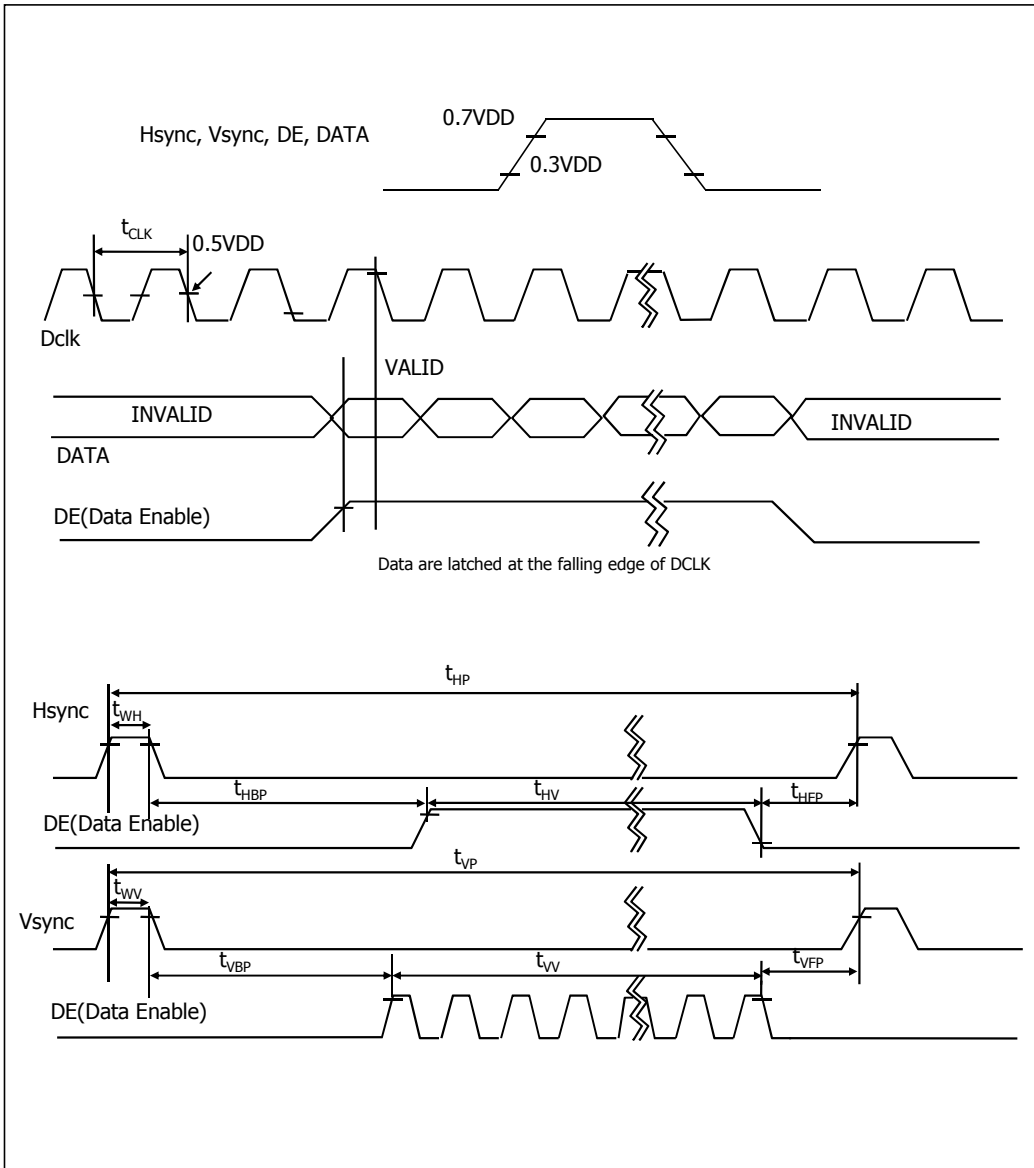 0.7VDD
Hsync, Vsync, DE, DATA
0.3VDD
tCLK
0.5VDD
Dclk
VALID
INVALID
INVALID
DATA
DE(Data Enable)
Data are latched at the falling edge of DCLK
tHP
Hsync
tWH
tHBP
tHV
tHFP
DE(Data Enable)
tVP
tWV
Vsync
tVBP
tVV
tVFP
DE(Data Enable)